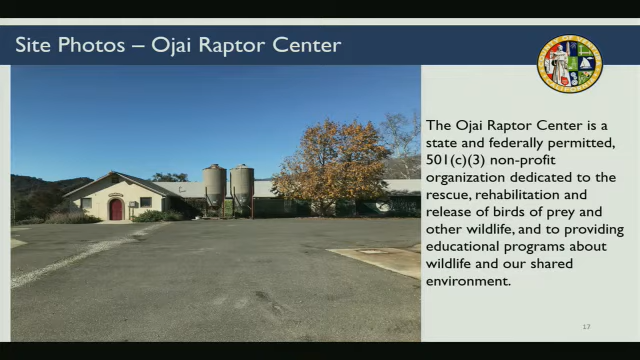 Site Photos – Ojai Raptor Center
The Ojai Raptor Center is a
state and federally permitted,
501(c)(3) non-profit
organization dedicated to the
rescue, rehabilitation and
release of birds of prey and
other wildlife, and to providing
educational programs about
wildlife and our shared
environment.
17